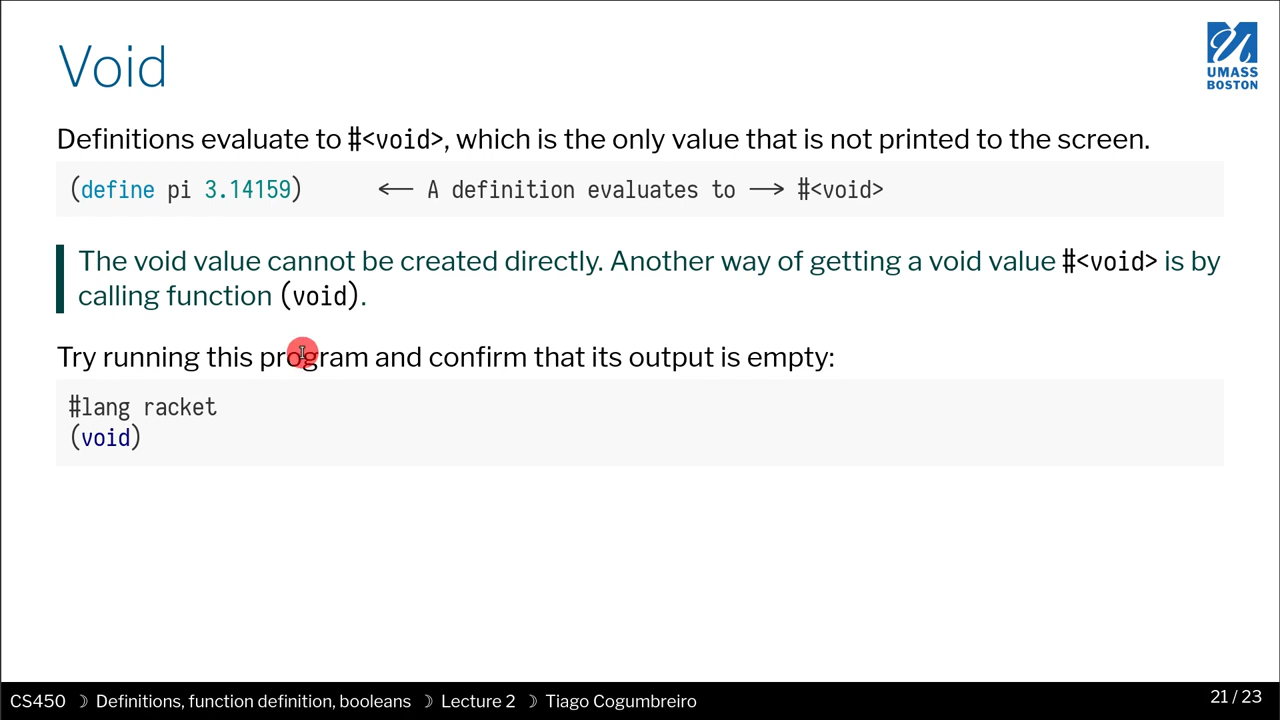 Void
UMASS
BOSTON
Definitions evaluate to #<void>, which is the only value that is not printed to the screen.
(define pi 3.14159) ⟵ A definition evaluates to ⟶ #<void>
The void value cannot be created directly. Another way of getting a void value #<void> is by
calling function (void).
Try running this program and confirm that its output is empty:
#lang racket
(void)
CS450 ☽ Definitions, function definition, booleans ☽ Lecture 2 ☽ Tiago Cogumbreiro
21 / 23